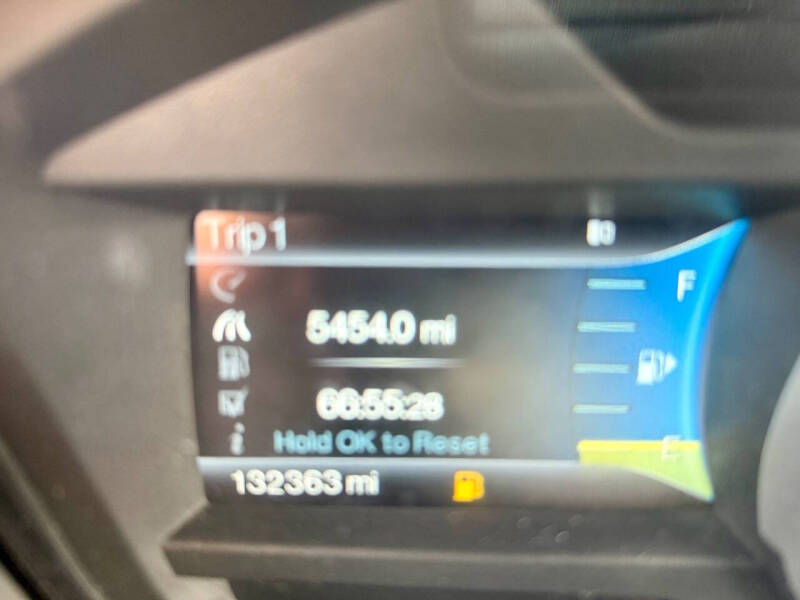 Trip 1
F
5454.0 mi
66:55:28
Hold OK to Reset
E
132363 mi